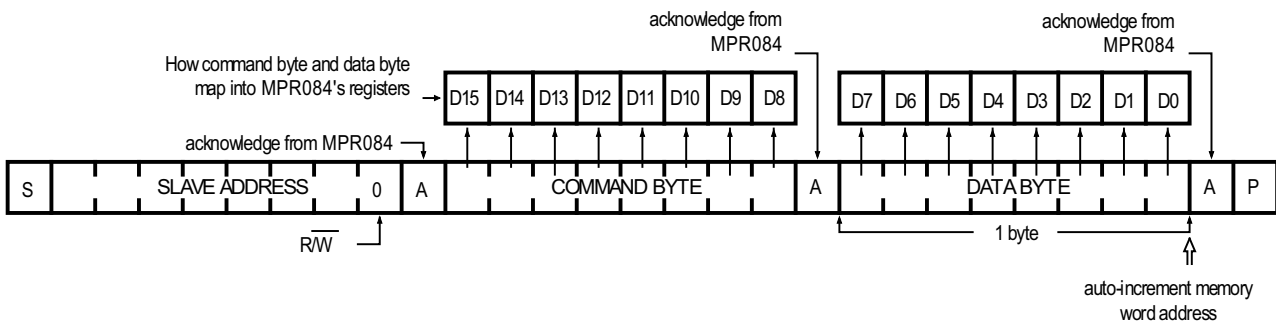 acknowledge from
MPR084
acknowledge from
MPR084
How command byte and data byte
map into MPR084's registers
D15 D14 D13 D12 D11 D10 D9 D8
D7 D6 D5 D4 D3 D2 D1 D0
acknowledge from MPR084
S SLAVE ADDRESS 0 A COMMAND BYTE A DATA BYTE A P
R/W̅
1 byte
auto-increment memory
word address